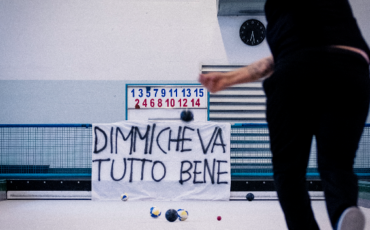 1 3 5 7 9 11 13 15
2 4 6 8 10 12 14
DIMMI CHE VA
TUTTO BENE